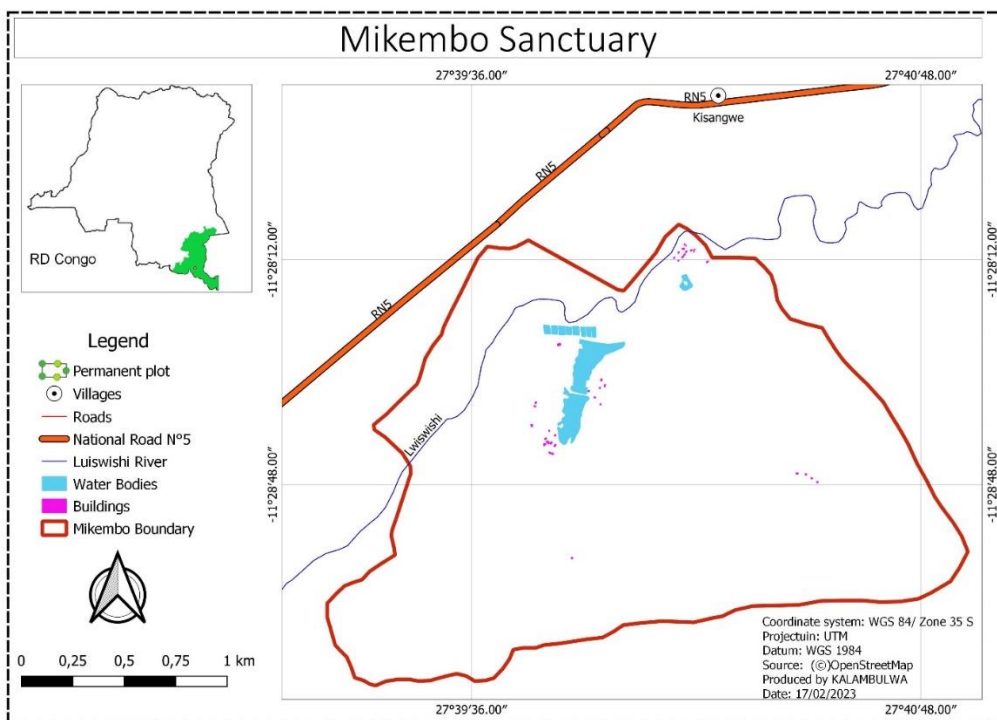 Mikembo Sanctuary
27°39'36.00"
27°40'48.00"
RN5
Kisangwe
RN5
RN5
Lwiswishi
-11°28'12.00"
-11°28'48.00"
-11°28'12.00"
-11°28'48.00"
27°39'36.00"
27°40'48.00"
RD Congo
Legend
Permanent plot
Villages
Roads
National Road N°5
Luiswishi River
Water Bodies
Buildings
Mikembo Boundary
0 0,25 0,5 0,75 1 km
Coordinate system: WGS 84/ Zone 35 S
Projectuin: UTM
Datum: WGS 1984
Source: (©)OpenStreetMap
Produced by KALAMBULWA
Date: 17/02/2023